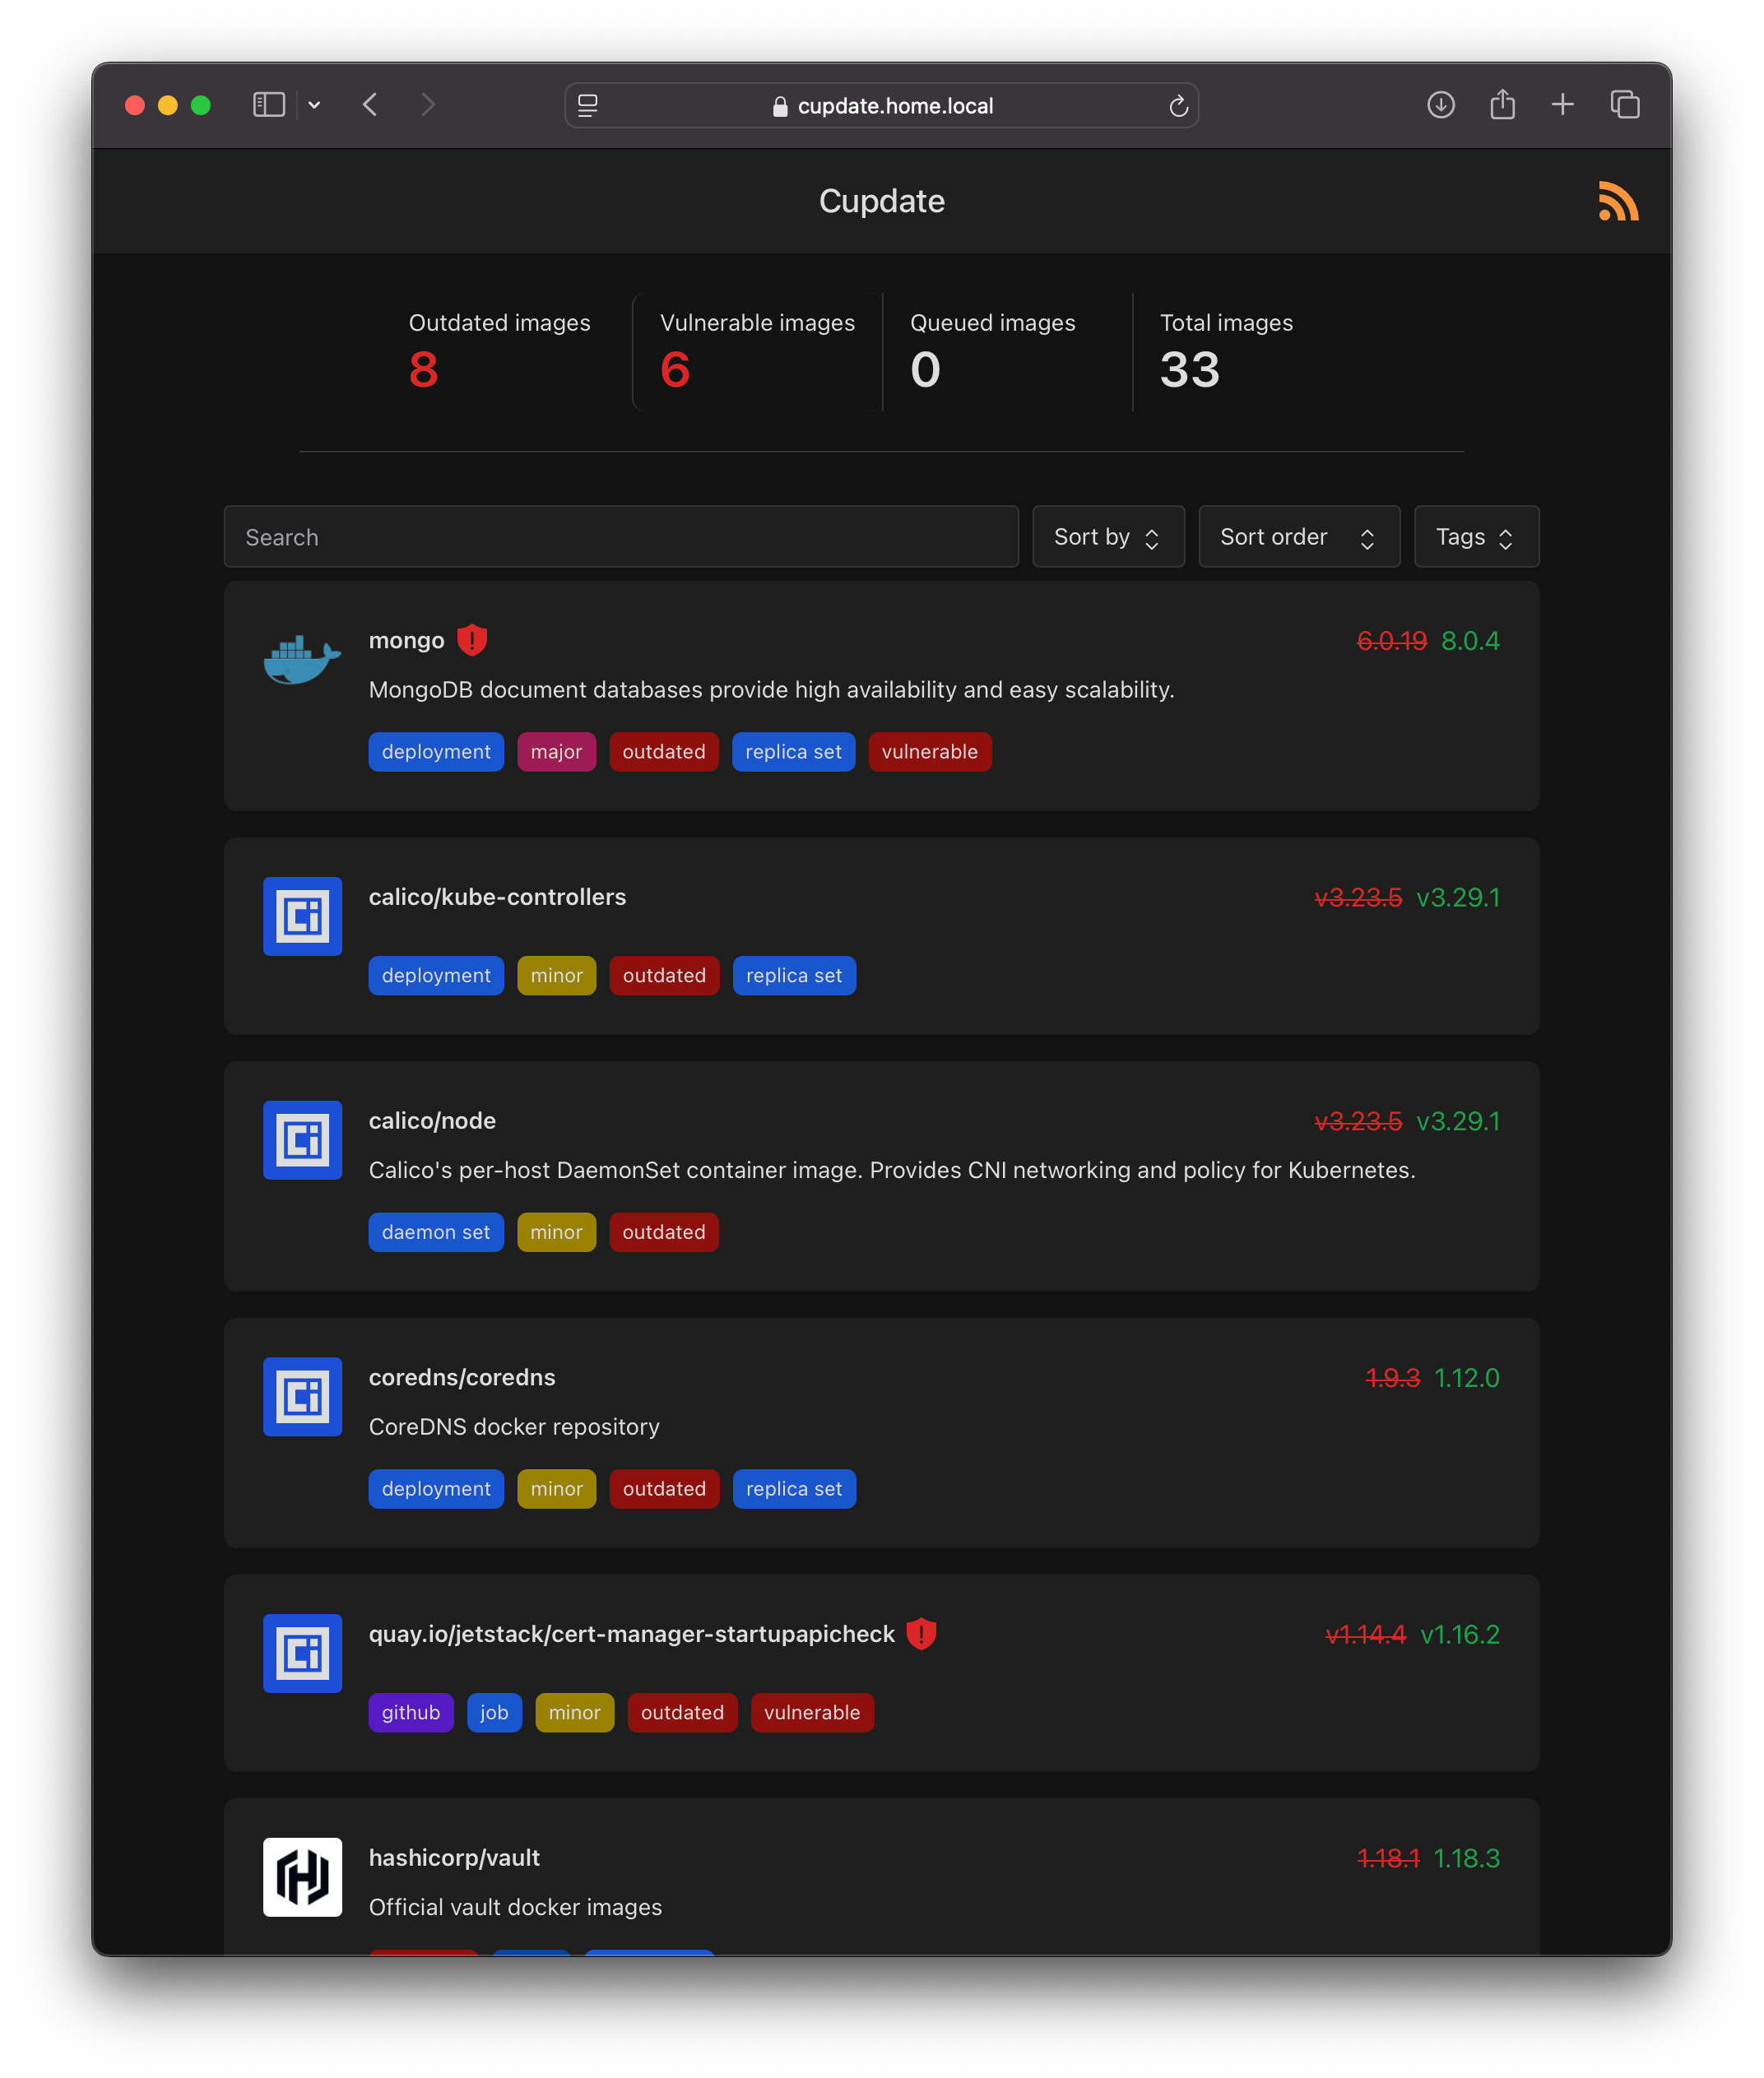 cupdate.home.local
Cupdate
Outdated images Vulnerable images Queued images Total images
8 6 0 33
Search Sort by Sort order Tags
mongo 6.0.19 8.0.4
MongoDB document databases provide high availability and easy scalability.
deployment major outdated replica set vulnerable
calico/kube-controllers v3.23.5 v3.29.1
deployment minor outdated replica set
calico/node v3.23.5 v3.29.1
Calico's per-host DaemonSet container image. Provides CNI networking and policy for Kubernetes.
daemon set minor outdated
coredns/coredns 1.9.3 1.12.0
CoreDNS docker repository
deployment minor outdated replica set
quay.io/jetstack/cert-manager-startupapicheck v1.14.4 v1.16.2
github job minor outdated vulnerable
hashicorp/vault 1.18.1 1.18.3
Official vault docker images